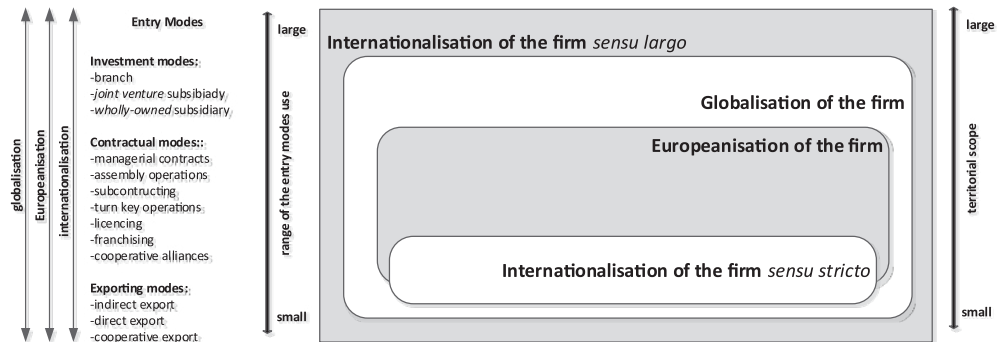 globalisation
Europeanisation
internationalisation
Entry Modes
Investment modes:
-branch
-joint venture subsibiady
-wholly-owned subsidiary
Contractual modes::
-managerial contracts
-assembly operations
-subcontructing
-turn key operations
-licencing
-franchising
-cooperative alliances
Exporting modes:
-indirect export
-direct export
-cooperative export
large
range of the entry modes use
small
Internationalisation of the firm sensu largo
Globalisation of the firm
Europeanisation of the firm
Internationalisation of the firm sensu stricto
large
territorial scope
small